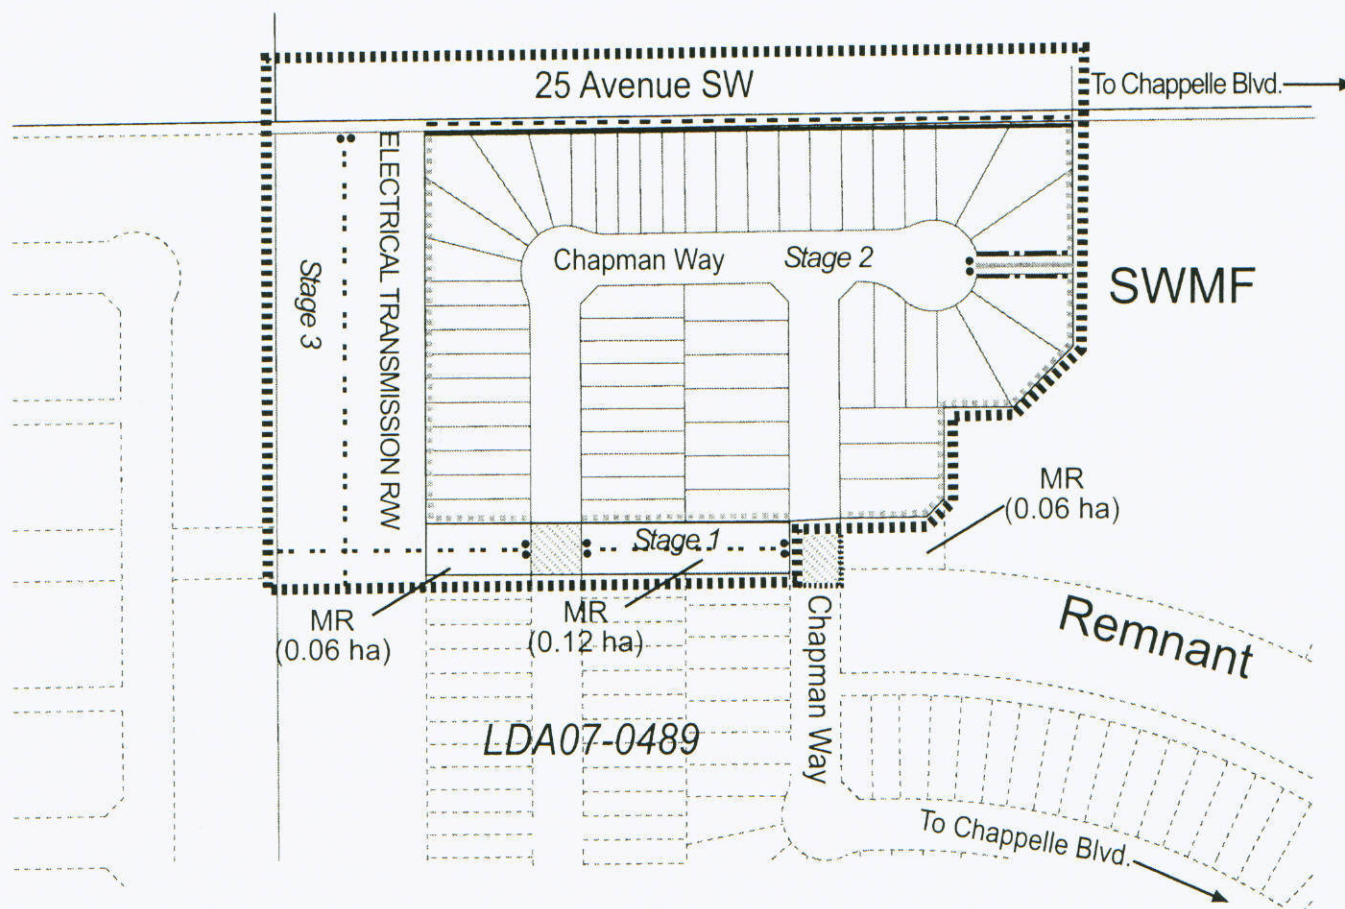 25 Avenue SW
To Chappelle Blvd.
ELECTRICAL TRANSMISSION R/W
Stage 3
Chapman Way
Stage 2
SWMF
MR
(0.06 ha)
Stage 1
MR
(0.06 ha)
MR
(0.12 ha)
Chapman Way
Remnant
LDA07-0489
To Chappelle Blvd.